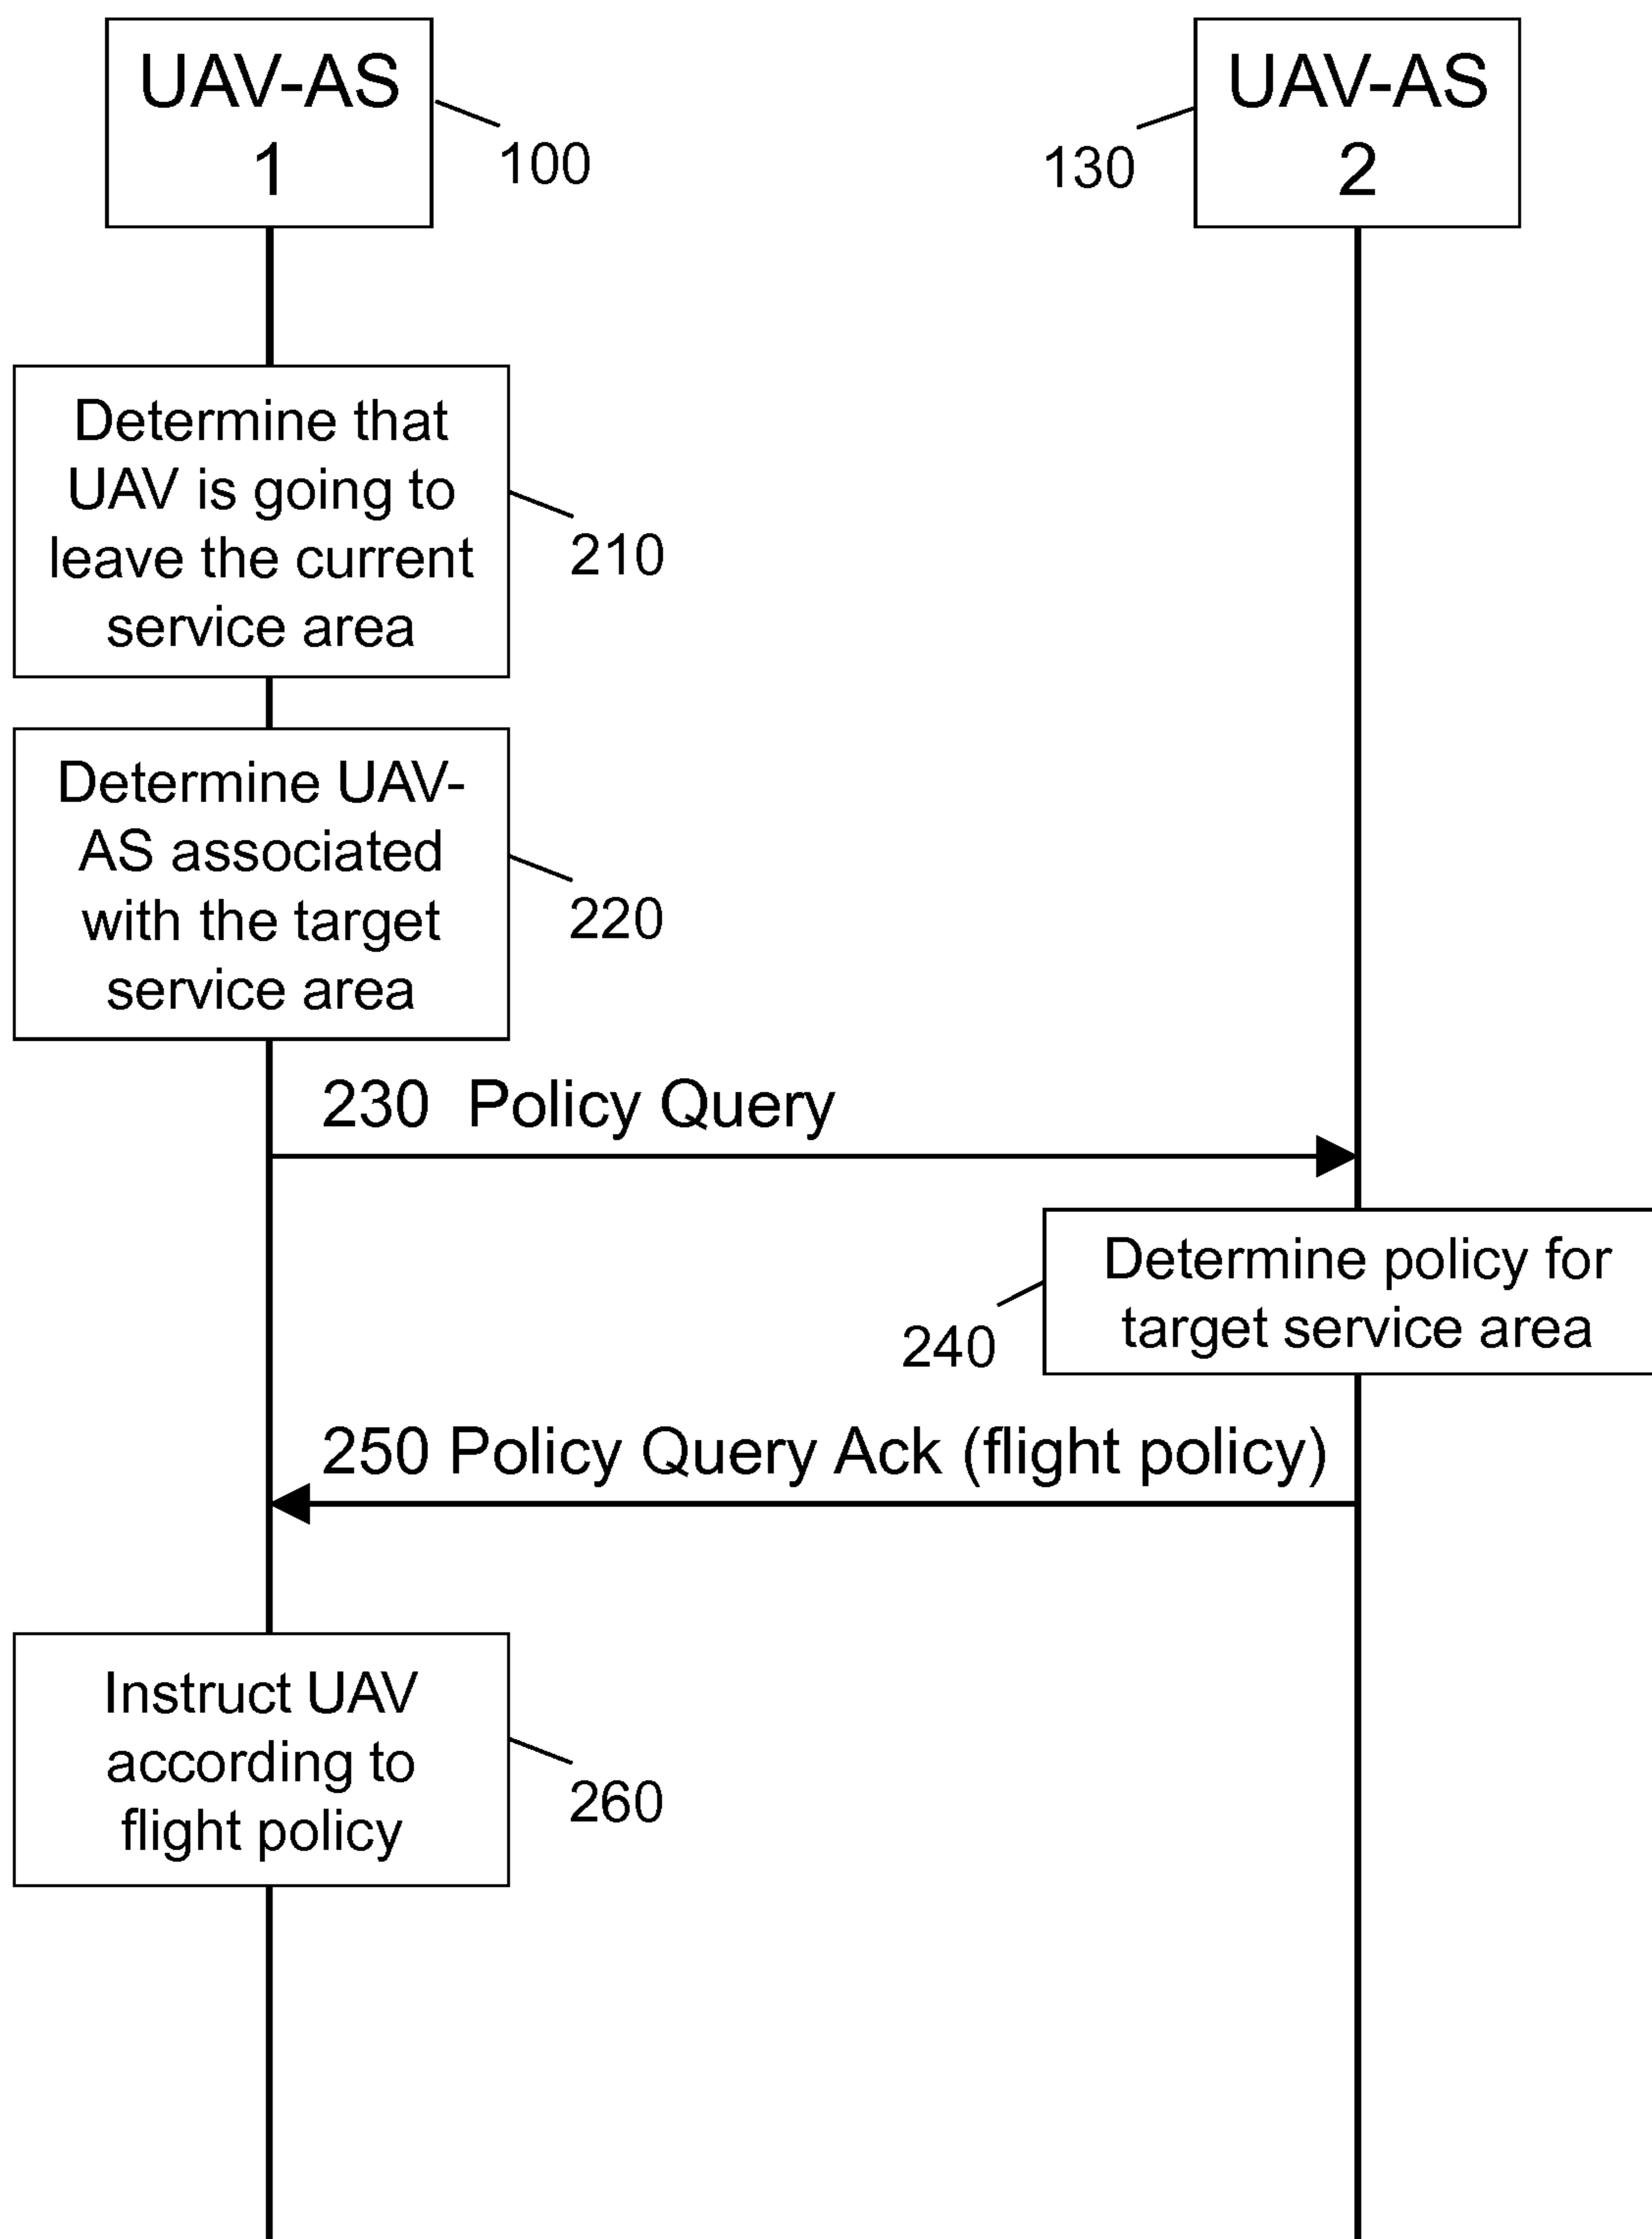 UAV-AS
1
100
UAV-AS
2
130
Determine that
UAV is going to
leave the current
service area
210
Determine UAV-
AS associated
with the target
service area
220
230 Policy Query
Determine policy for
target service area
240
250 Policy Query Ack (flight policy)
Instruct UAV
according to
flight policy
260